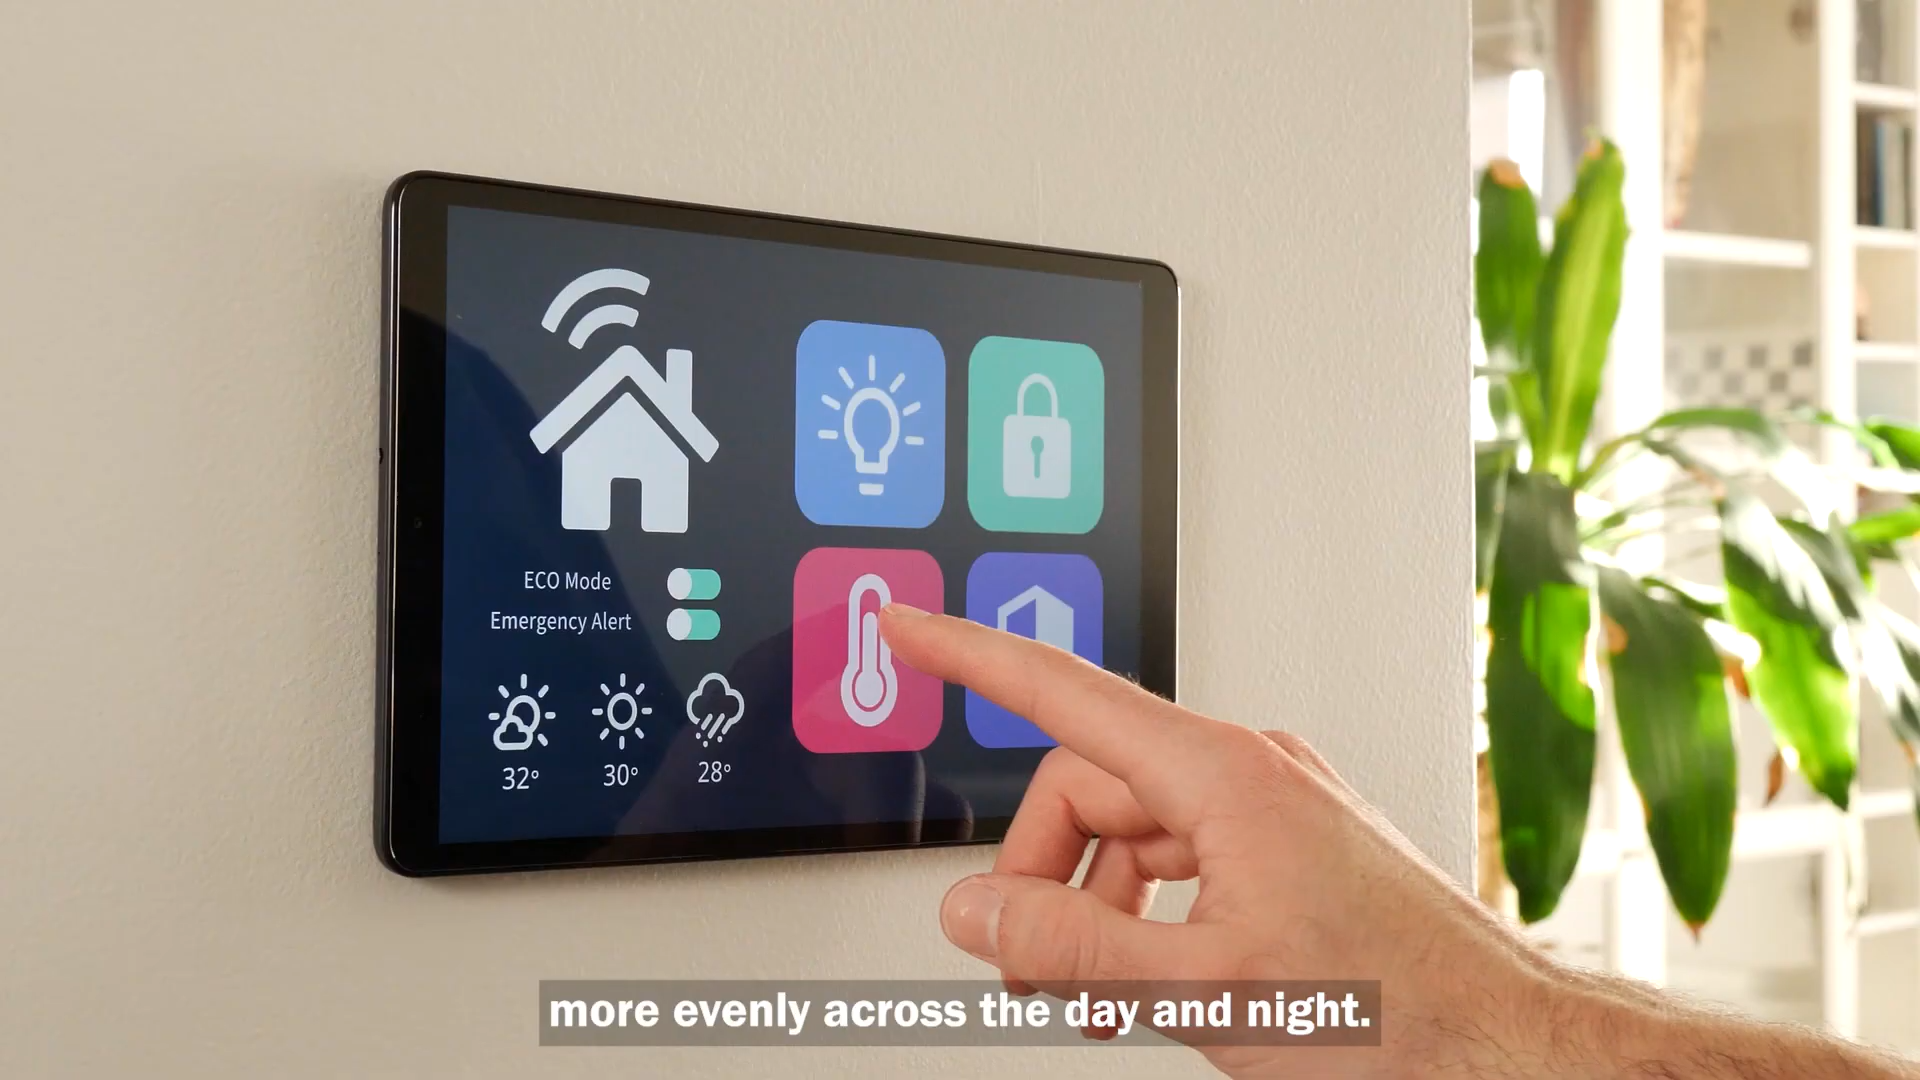 ECO Mode
Emergency Alert
32° 30° 28°
more evenly across the day and night.